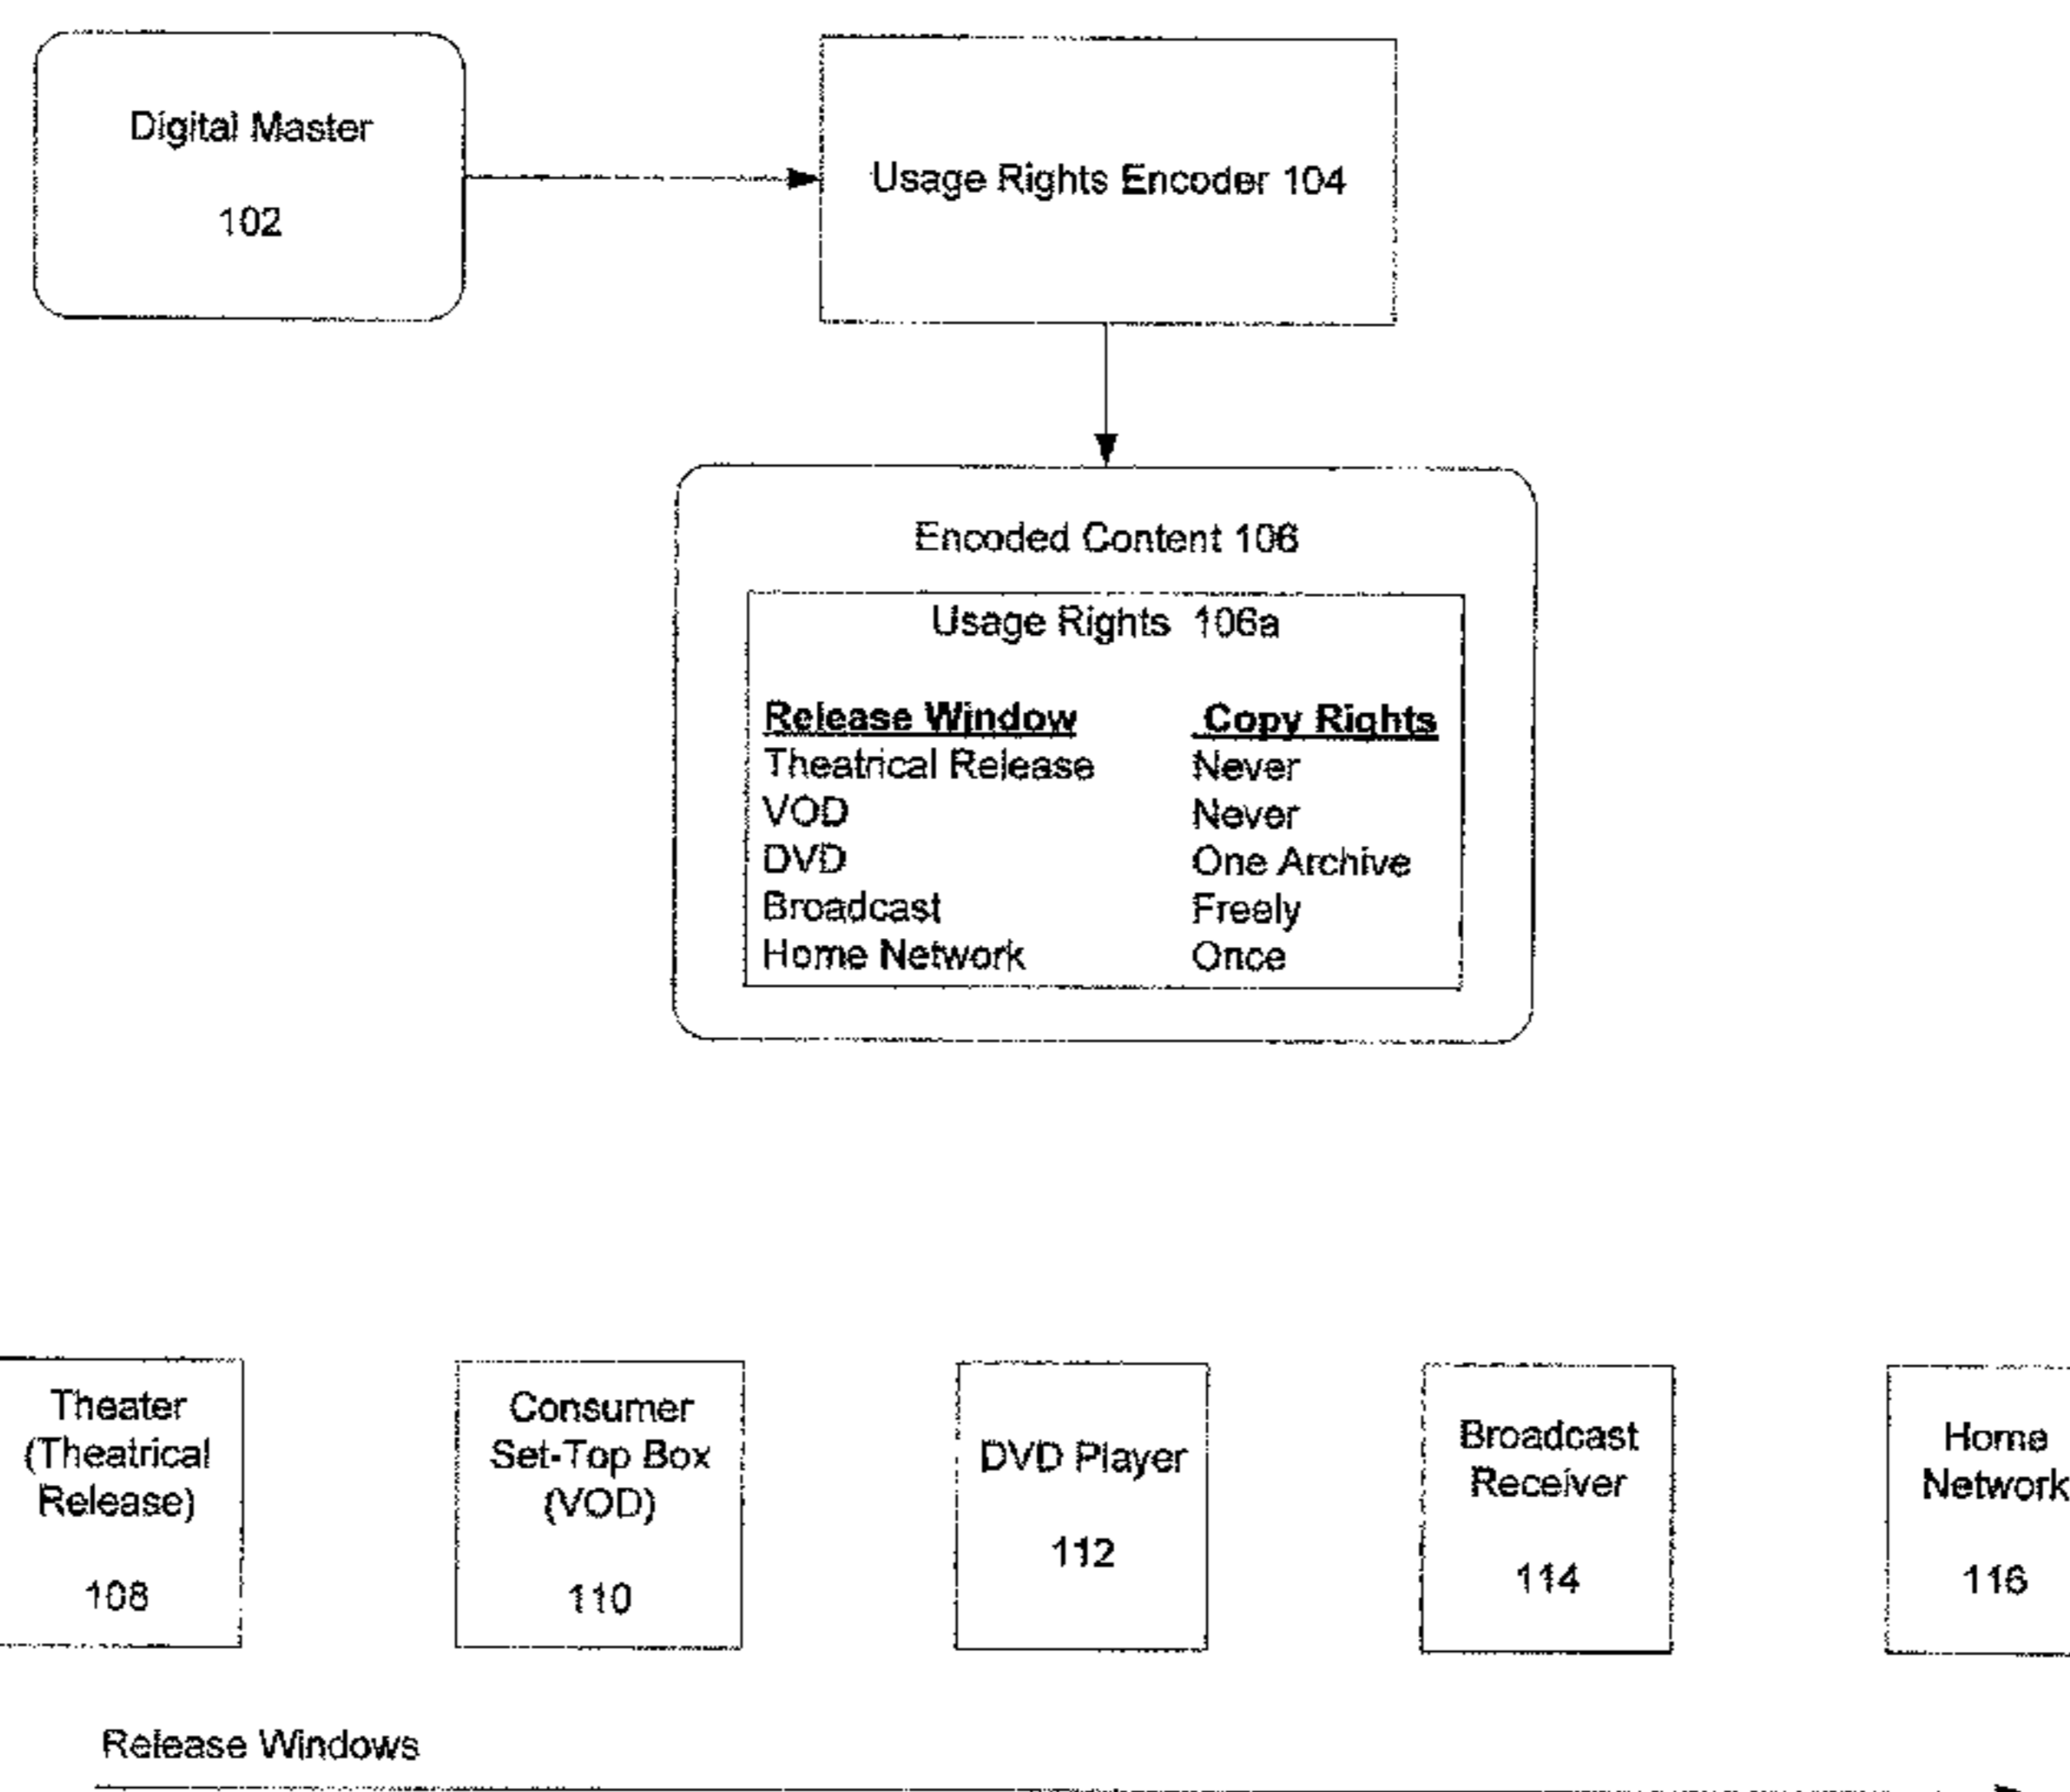 Digital Master
102
Usage Rights Encoder 104
Encoded Content 106
Usage Rights 106a
Release Window Copy Rights
Theatrical Release Never
VOD Never
DVD One Archive
Broadcast Freely
Home Network Once
Theater
(Theatrical
Release)
108
Consumer
Set-Top Box
(VOD)
110
DVD Player
112
Broadcast
Receiver
114
Home
Network
116
Release Windows